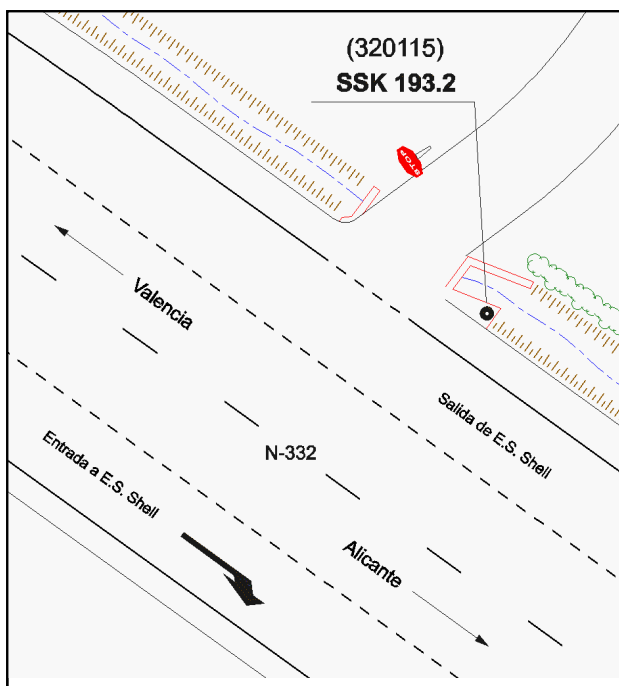 (320115)
SSK 193.2
STOP
Valencia
Salida de E.S. Shell
N-332
Entrada a E.S. Shell
Alicante